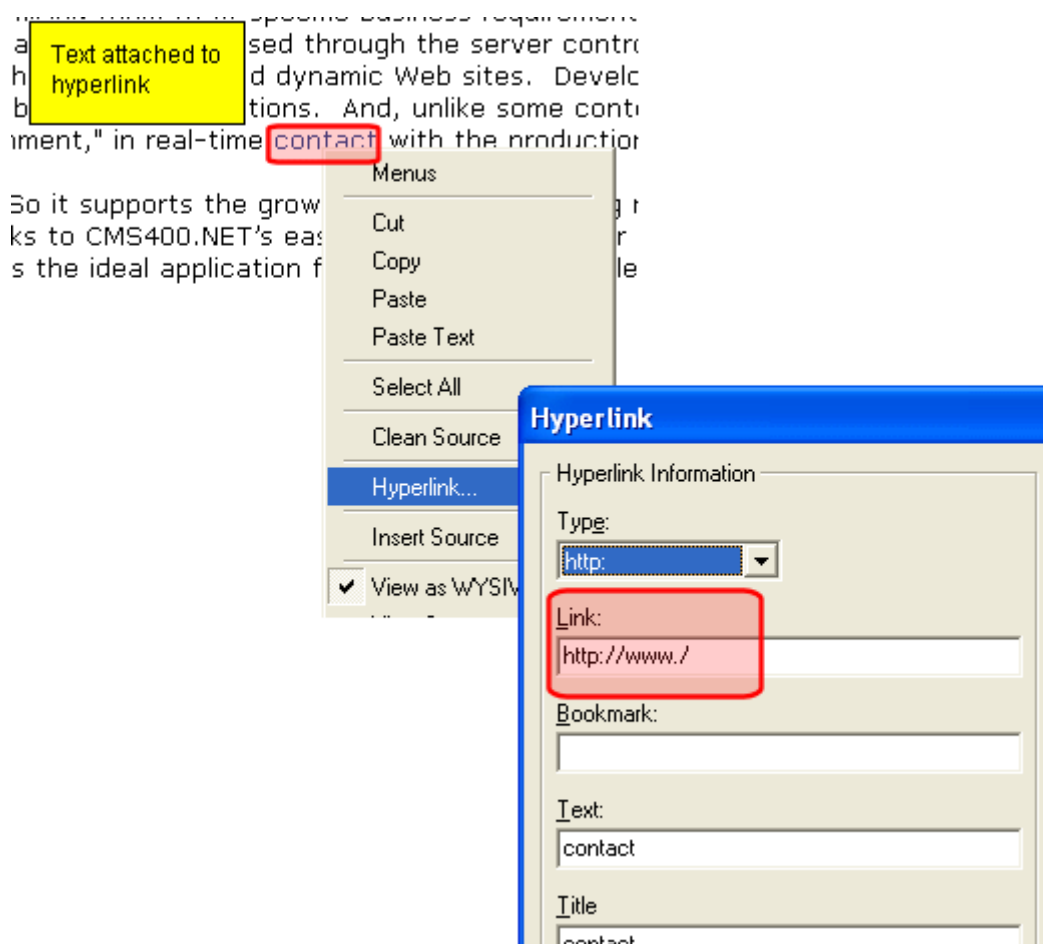 Text attached to
hyperlink
sed through the server contr
d dynamic Web sites. Develo
tions. And, unlike some cont
nment," in real-time contact with the production
So it supports the grow
ks to CMS400.NET's eas
s the ideal application f
Menus
Cut
Copy
Paste
Paste Text
Select All
Clean Source
Hyperlink...
Insert Source
View as WYSIW
Hyperlink
Hyperlink Information
Type:
http:
Link:
http://www./
Bookmark:
Text:
contact
Title
contact